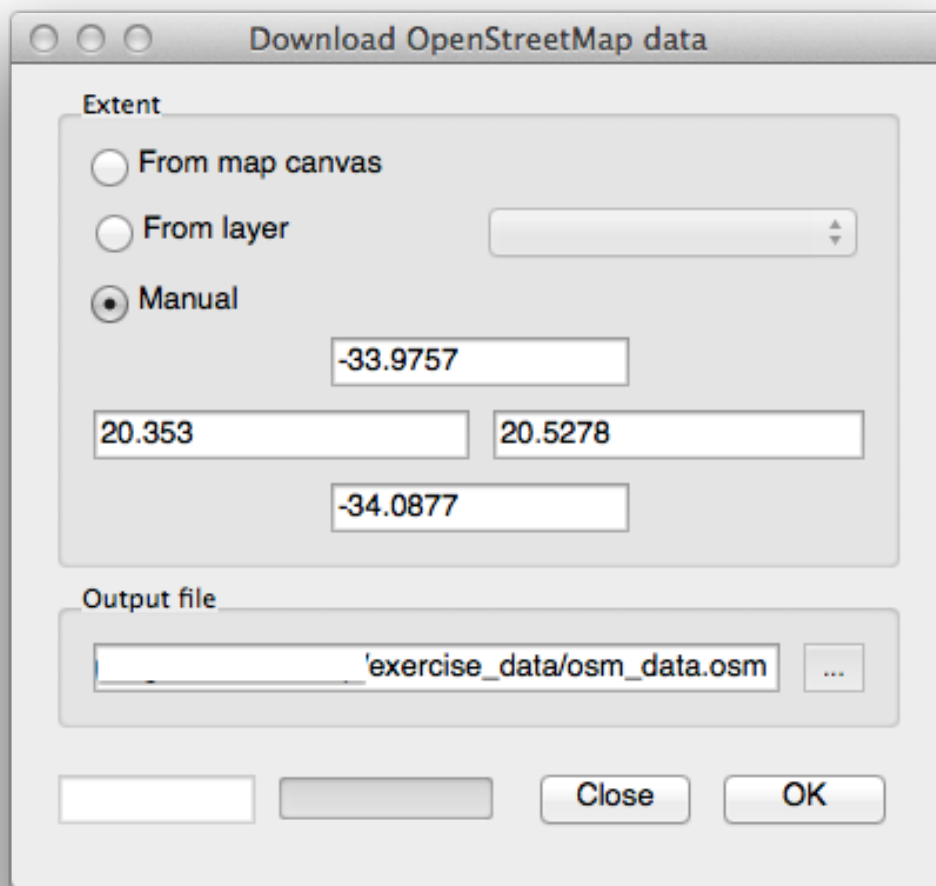 Download OpenStreetMap data
Extent
From map canvas
From layer
Manual
-33.9757
20.353 20.5278
-34.0877
Output file
/exercise_data/osm_data.osm ...
Close OK